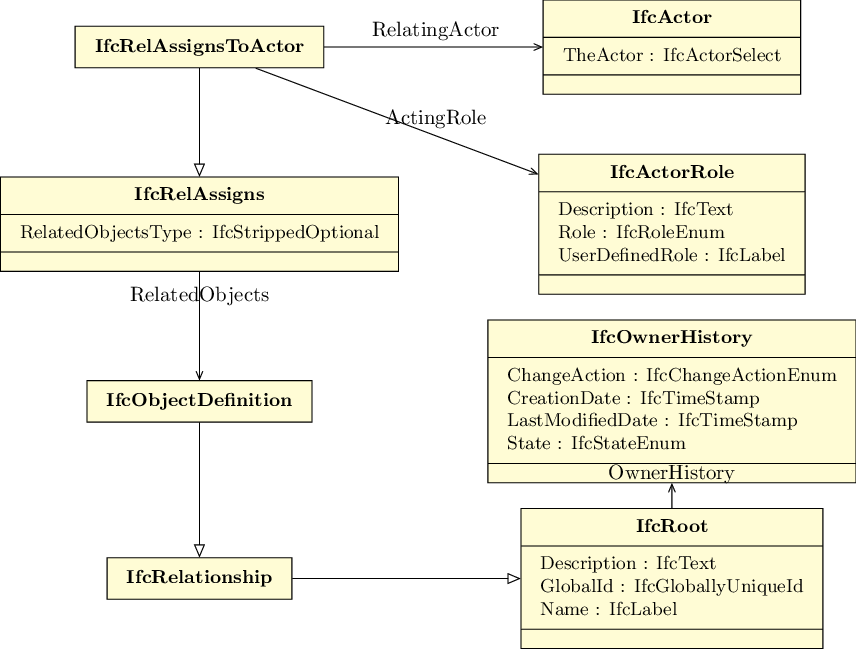 IfcRelAssignsToActor
RelatingActor
IfcActor
TheActor : IfcActorSelect
ActingRole
IfcActorRole
Description : IfcText
Role : IfcRoleEnum
UserDefinedRole : IfcLabel
IfcRelAssigns
RelatedObjectsType : IfcStrippedOptional
RelatedObjects
IfcOwnerHistory
ChangeAction : IfcChangeActionEnum
CreationDate : IfcTimeStamp
LastModifiedDate : IfcTimeStamp
State : IfcStateEnum
IfcObjectDefinition
OwnerHistory
IfcRoot
Description : IfcText
GlobalId : IfcGloballyUniqueId
Name : IfcLabel
IfcRelationship